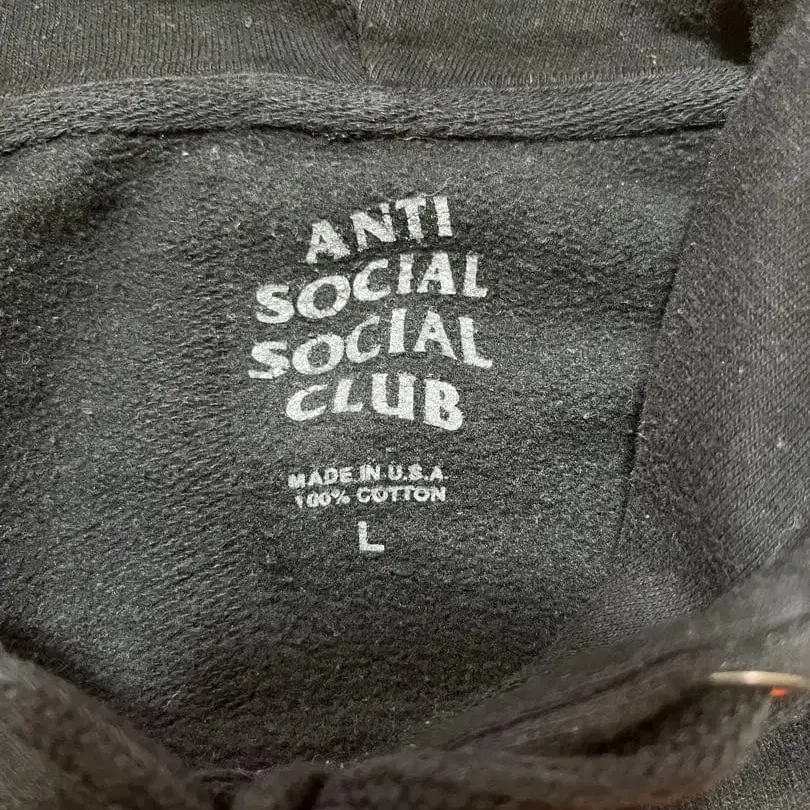 ANTI
SOCIAL
SOCIAL
CLUB
MADE IN U.S.A.
100% COTTON
L